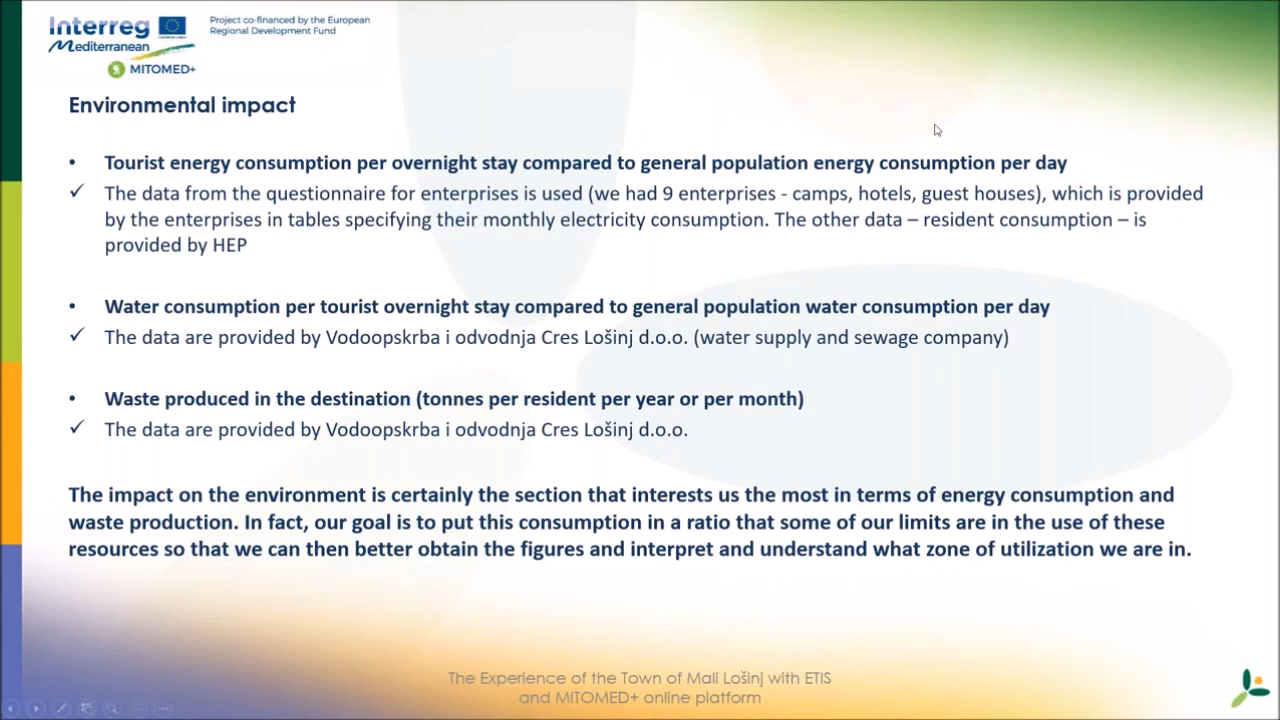 Interreg
Mediterranean
MITOMED+
Project co-financed by the European
Regional Development Fund
Environmental impact
• Tourist energy consumption per overnight stay compared to general population energy consumption per day
✓ The data from the questionnaire for enterprises is used (we had 9 enterprises - camps, hotels, guest houses), which is provided
by the enterprises in tables specifying their monthly electricity consumption. The other data – resident consumption – is
provided by HEP
• Water consumption per tourist overnight stay compared to general population water consumption per day
✓ The data are provided by Vodoopskrba i odvodnja Cres Lošinj d.o.o. (water supply and sewage company)
• Waste produced in the destination (tonnes per resident per year or per month)
✓ The data are provided by Vodoopskrba i odvodnja Cres Lošinj d.o.o.
The impact on the environment is certainly the section that interests us the most in terms of energy consumption and
waste production. In fact, our goal is to put this consumption in a ratio that some of our limits are in the use of these
resources so that we can then better obtain the figures and interpret and understand what zone of utilization we are in.
The Experience of the Town of Mali Lošinj with ETIS
and MITOMED+ online platform